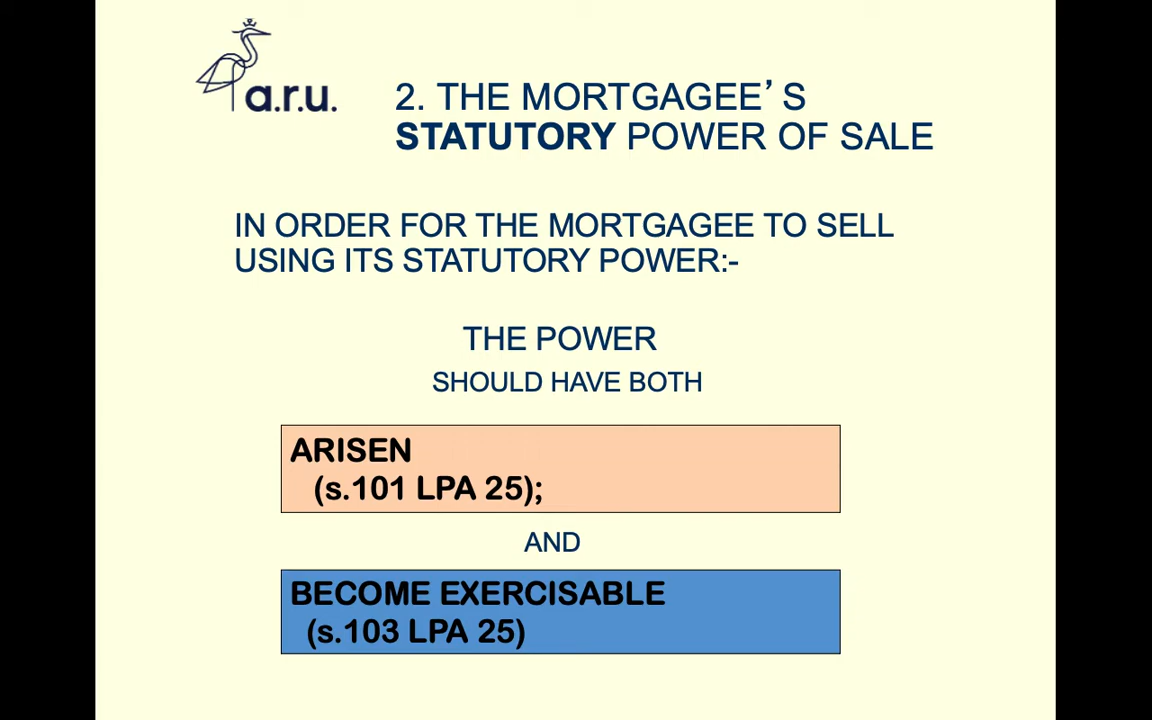 a.r.u.
2. THE MORTGAGEE’S
STATUTORY POWER OF SALE
IN ORDER FOR THE MORTGAGEE TO SELL
USING ITS STATUTORY POWER:-
THE POWER
SHOULD HAVE BOTH
ARISEN
(s.101 LPA 25);
AND
BECOME EXERCISABLE
(s.103 LPA 25)